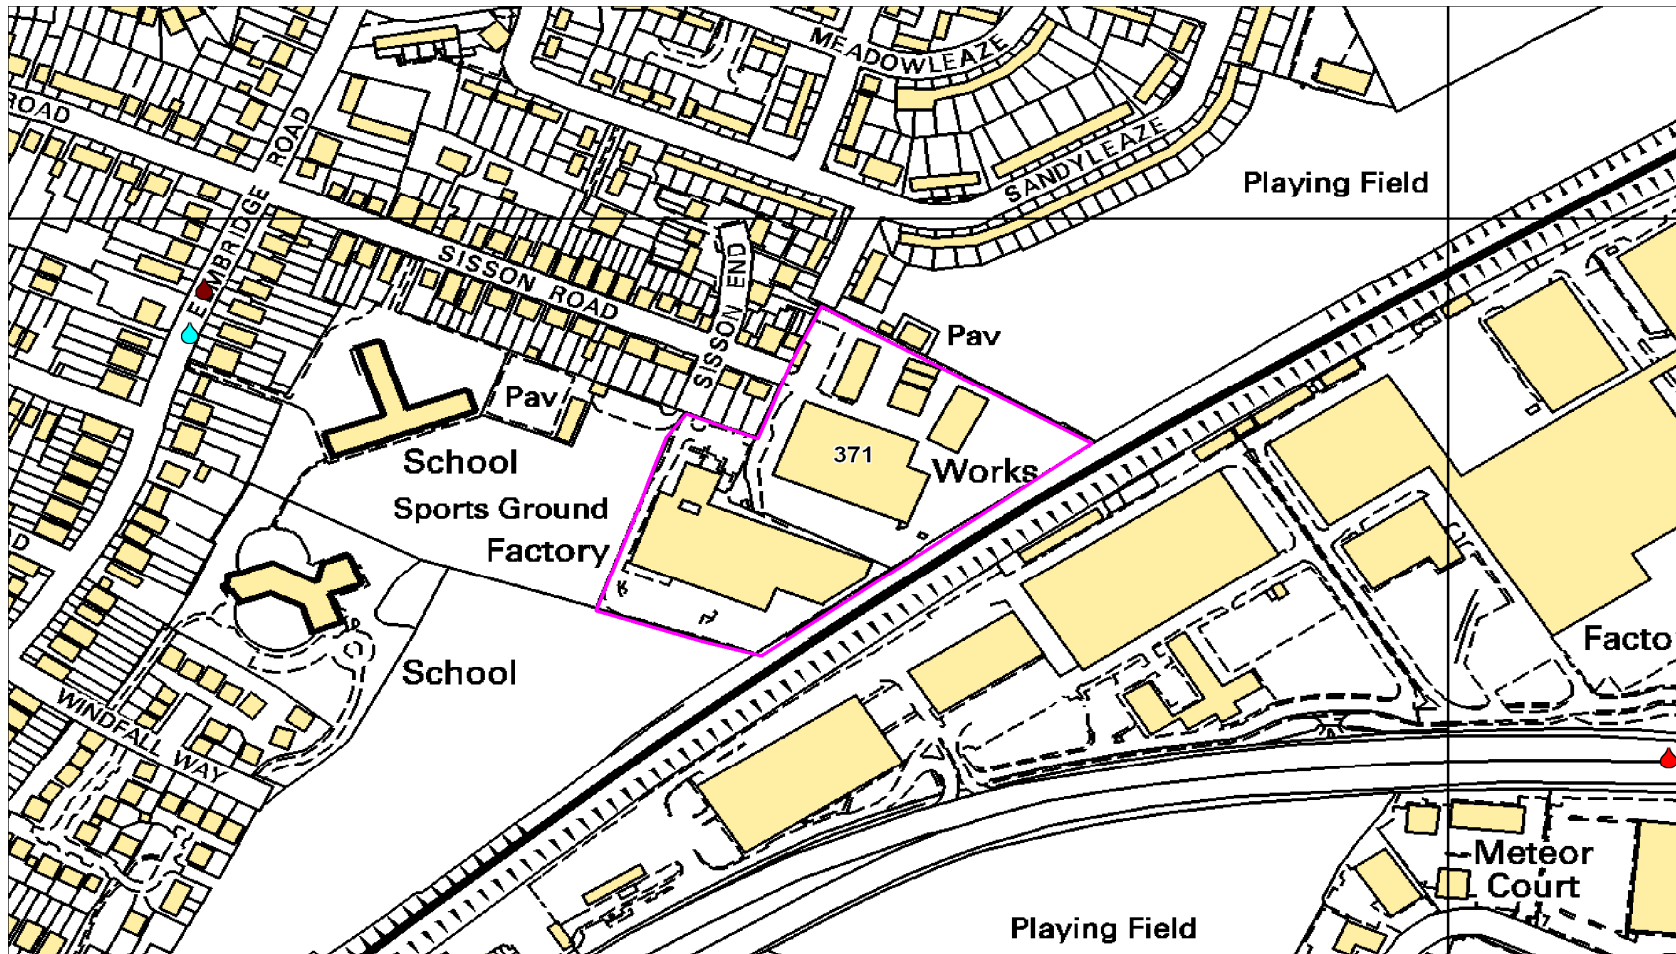 MEADOWLEAZE
ROAD
ROAD
SANDYLEAZE
Playing Field
SISSON ROAD
SISSON END
Pav
Pav
School
371
Works
Sports Ground
Factory
School
Facto
WINDFALL WAY
Meteor
Court
Playing Field